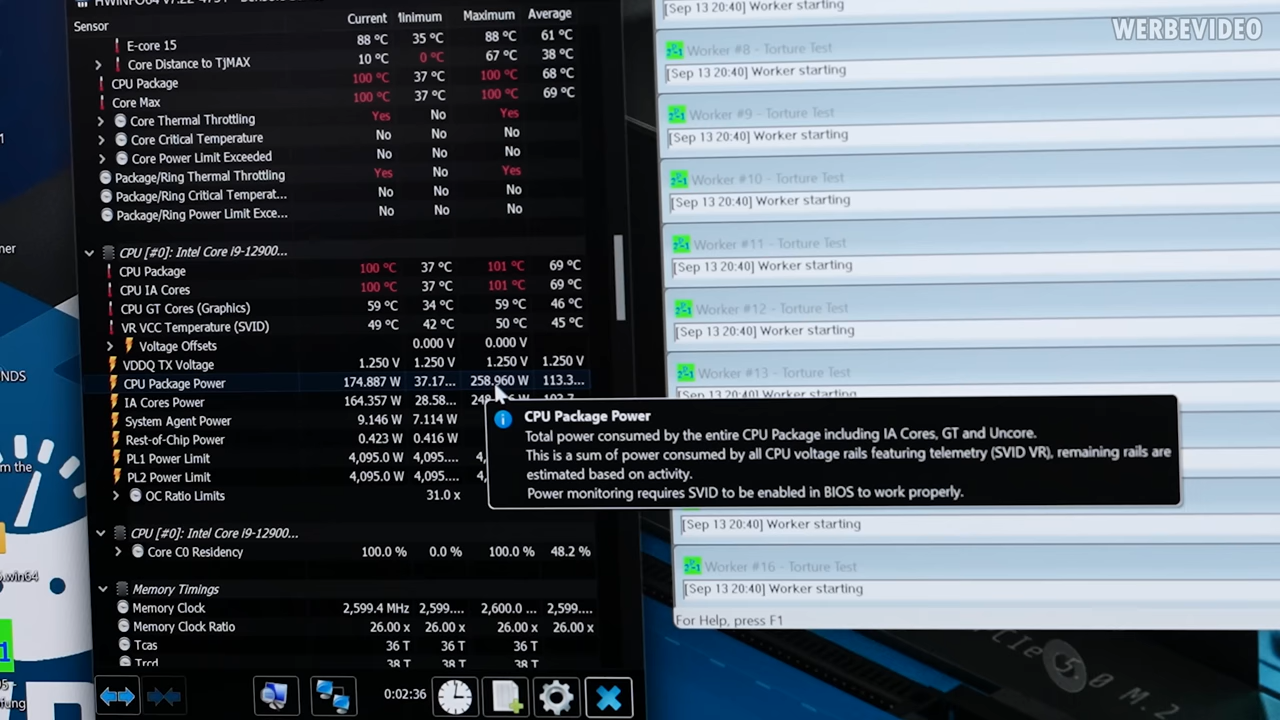 WERBEVIDEO
Sensor Current Minimum Maximum Average
E-core 15 88 °C 35 °C 88 °C 61 °C
Core Distance to TjMAX 10 °C 0 °C 67 °C 38 °C
CPU Package 100 °C 37 °C 100 °C 68 °C
Core Max 100 °C 37 °C 100 °C 69 °C
Core Thermal Throttling Yes No Yes
Core Critical Temperature No No No
Core Power Limit Exceeded No No No
Package/Ring Thermal Throttling Yes No Yes
Package/Ring Critical Temperat... No No No
Package/Ring Power Limit Exce... No No No
CPU [#0]: Intel Core i9-12900...
CPU Package 100 °C 37 °C 101 °C 69 °C
CPU IA Cores 100 °C 37 °C 101 °C 69 °C
CPU GT Cores (Graphics) 59 °C 34 °C 59 °C 46 °C
VR VCC Temperature (SVID) 49 °C 42 °C 50 °C 45 °C
Voltage Offsets 0.000 V 0.000 V
VDDQ TX Voltage 1.250 V 1.250 V 1.250 V 1.250 V
CPU Package Power 174.887 W 37.17... 258.960 W 113.3...
IA Cores Power 164.357 W 28.58...
System Agent Power 9.146 W 7.114 W
Rest-of-Chip Power 0.423 W 0.416 W
PL1 Power Limit 4,095.0 W 4,095....
PL2 Power Limit 4,095.0 W 4,095....
OC Ratio Limits 31.0 x
CPU [#0]: Intel Core i9-12900...
Core C0 Residency 100.0 % 0.0 % 100.0 % 48.2 %
Memory Timings
Memory Clock 2,599.4 MHz 2,599.... 2,600.0 ... 2,599....
Memory Clock Ratio 26.00 x 26.00 x 26.00 x 26.00 x
Tcas 36 T 36 T 36 T
Trcd 38 T 38 T 38 T
0:02:36
CPU Package Power
Total power consumed by the entire CPU Package including IA Cores, GT and Uncore.
This is a sum of power consumed by all CPU voltage rails featuring telemetry (SVID VR), remaining rails are
estimated based on activity.
Power monitoring requires SVID to be enabled in BIOS to work properly.
[Sep 13 20:40] Worker starting
Worker #8 - Torture Test
[Sep 13 20:40] Worker starting
Worker #9 - Torture Test
[Sep 13 20:40] Worker starting
Worker #10 - Torture Test
[Sep 13 20:40] Worker starting
Worker #11 - Torture Test
[Sep 13 20:40] Worker starting
Worker #12 - Torture Test
[Sep 13 20:40] Worker starting
Worker #13 - Torture Test
[Sep 13 20:40] Worker starting
[Sep 13 20:40] Worker starting
Worker #16 - Torture Test
[Sep 13 20:40] Worker starting
For Help, press F1
5.0 M.2